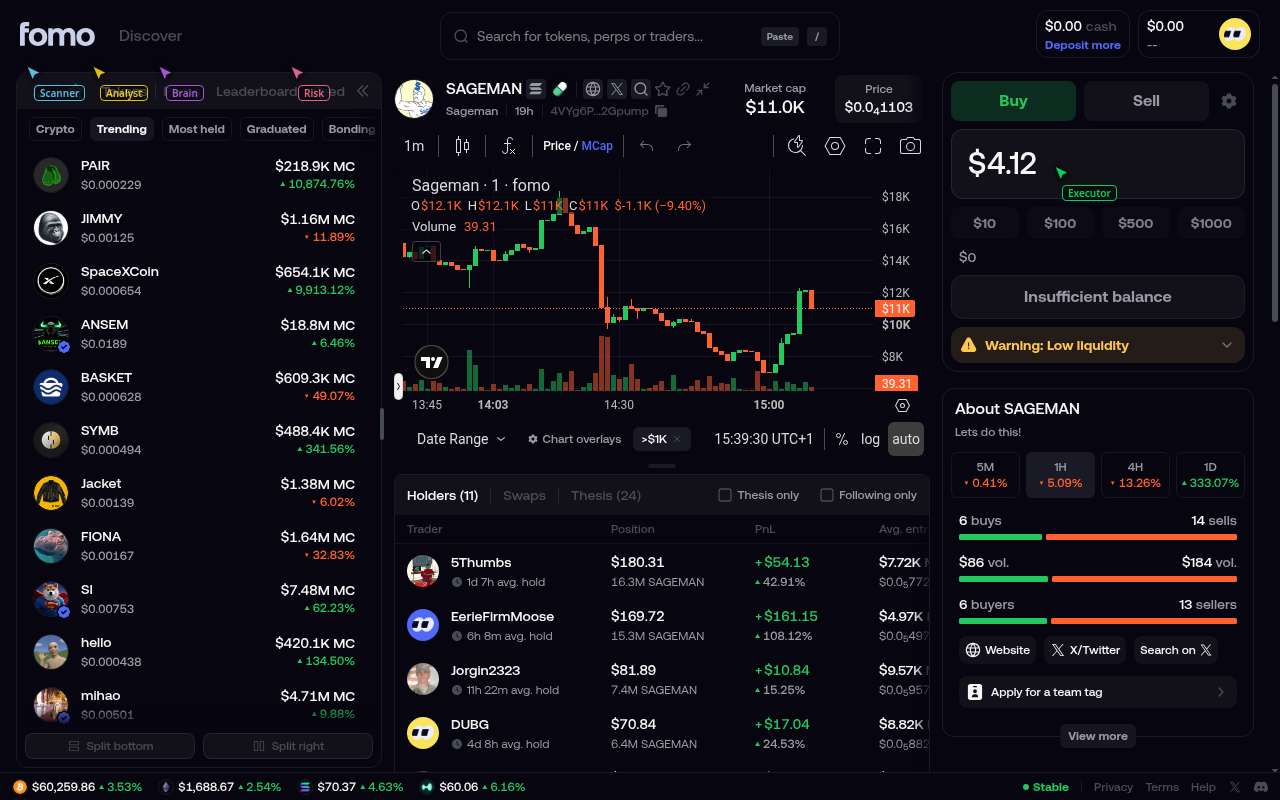 fomo
Discover
Search for tokens, perps or traders...
Paste
/
$0.00 cash
Deposit more
$0.00
--
Scanner
Analyst
Brain
Leaderboard
Risk
Crypto
Trending
Most held
Graduated
Bonding
PAIR
$0.000229
$218.9K MC
10,874.76%
JIMMY
$0.00125
$1.16M MC
11.89%
SpaceXCoin
$0.000654
$654.1K MC
9,913.12%
ANSEM
$0.0189
$18.8M MC
6.46%
BASKET
$0.000628
$609.3K MC
49.07%
SYMB
$0.000494
$488.4K MC
341.56%
Jacket
$0.00139
$1.38M MC
6.02%
FIONA
$0.00167
$1.64M MC
32.83%
SI
$0.00753
$7.48M MC
62.23%
hello
$0.000438
$420.1K MC
134.50%
mihao
$0.00501
$4.71M MC
9.88%
Split bottom
Split right
SAGEMAN
Sageman
19h
4VYg6P...2Gpump
Market cap
$11.0K
Price
$0.0₄1103
1m
Price / MCap
Sageman · 1 · fomo
O$12.1K H$12.1K L$11K C$11K $-1.1K (−9.40%)
Volume 39.31
$18K
$16K
$14K
$12K
$11K
$10K
$8K
39.31
13:45
14:03
14:30
15:00
Date Range
Chart overlays
>$1K ×
15:39:30 UTC+1
%
log
auto
Holders (11)
Swaps
Thesis (24)
Thesis only
Following only
Trader
Position
PnL
Avg. entr
5Thumbs
1d 7h avg. hold
$180.31
16.3M SAGEMAN
+$54.13
42.91%
$7.72K
$0.0₅772
EerieFirmMoose
6h 8m avg. hold
$169.72
15.3M SAGEMAN
+$161.15
108.12%
$4.97K
$0.0₅497
Jorgin2323
11h 22m avg. hold
$81.89
7.4M SAGEMAN
+$10.84
15.25%
$9.57K
$0.0₅957
DUBG
4d 8h avg. hold
$70.84
6.4M SAGEMAN
+$17.04
24.53%
$8.82K
$0.0₅882
Buy
Sell
$4.12
Executor
$10
$100
$500
$1000
$0
Insufficient balance
Warning: Low liquidity
About SAGEMAN
Lets do this!
5M
0.41%
1H
5.09%
4H
13.26%
1D
333.07%
6 buys
14 sells
$86 vol.
$184 vol.
6 buyers
13 sellers
Website
X/Twitter
Search on X
Apply for a team tag
View more
$60,259.86 3.53%
$1,688.67 2.54%
$70.37 4.63%
$60.06 6.16%
Stable
Privacy
Terms
Help